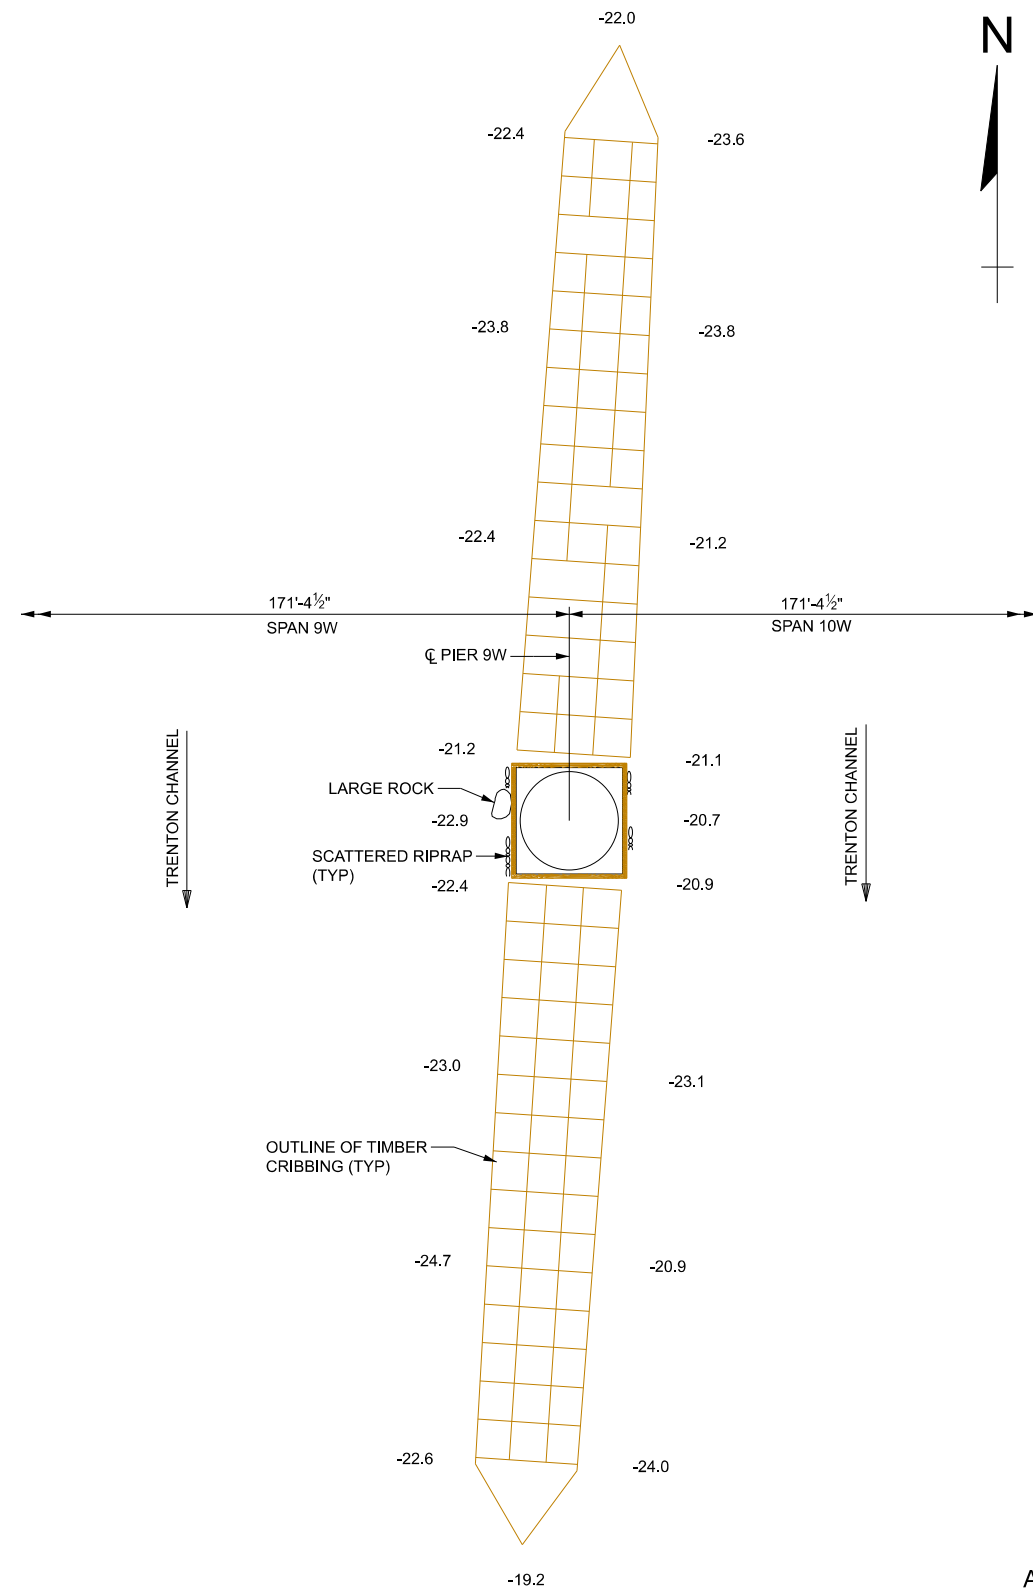 -22.0
N
-22.4
-23.6
-23.8
-23.8
-22.4
-21.2
171'-4½"
SPAN 9W
171'-4½"
SPAN 10W
℄ PIER 9W
TRENTON CHANNEL
TRENTON CHANNEL
-21.2
-21.1
LARGE ROCK
-22.9
-20.7
SCATTERED RIPRAP
(TYP)
-22.4
-20.9
-23.0
-23.1
OUTLINE OF TIMBER
CRIBBING (TYP)
-24.7
-20.9
-22.6
-24.0
-19.2
A